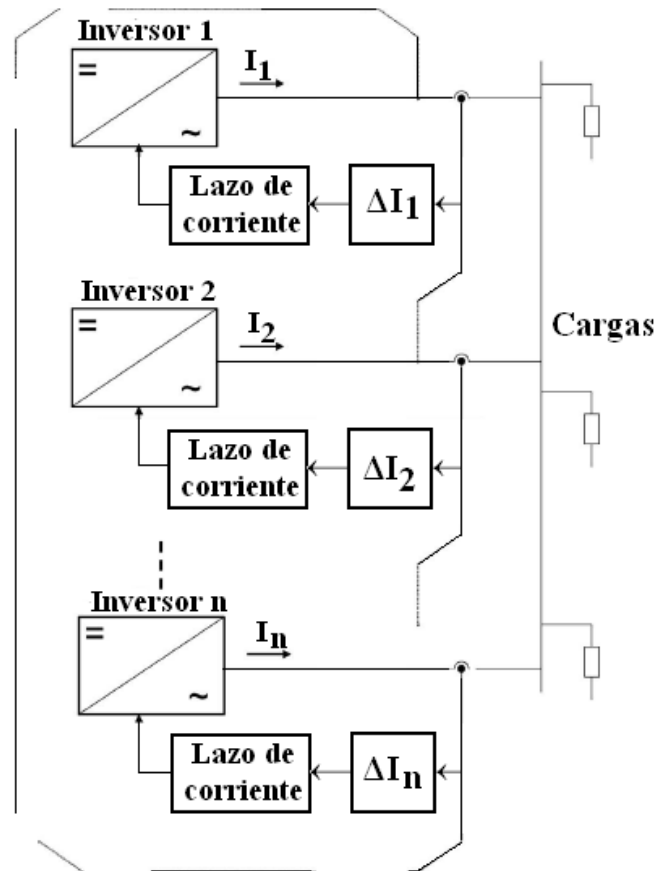 Inversor 1
I1
=
~
Lazo de
corriente
ΔI1
Inversor 2
I2
=
~
Cargas
Lazo de
corriente
ΔI2
Inversor n
In
=
~
Lazo de
corriente
ΔIn